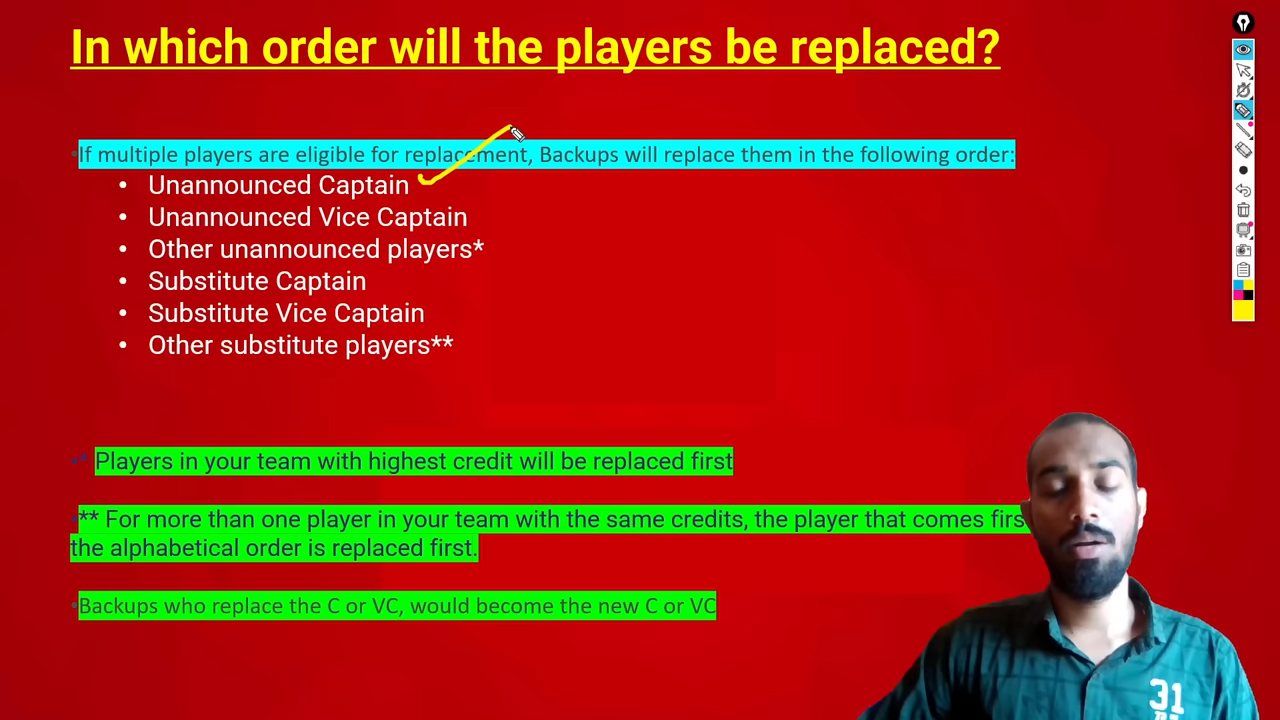 In which order will the players be replaced?
If multiple players are eligible for replacement, Backups will replace them in the following order:
• Unannounced Captain
• Unannounced Vice Captain
• Other unannounced players*
• Substitute Captain
• Substitute Vice Captain
• Other substitute players**
•* Players in your team with highest credit will be replaced first
** For more than one player in your team with the same credits, the player that comes
the alphabetical order is replaced first.
•Backups who replace the C or VC, would become the new C or VC
31